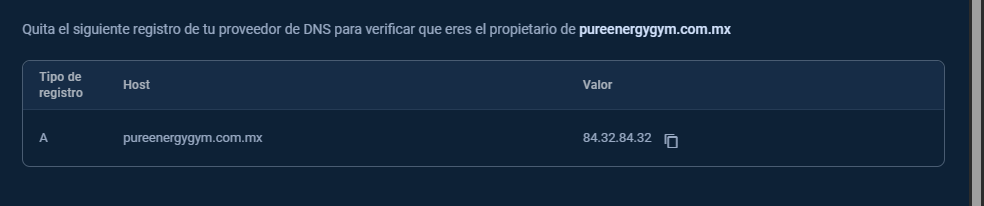 Quita el siguiente registro de tu proveedor de DNS para verificar que eres el propietario de pureenergygym.com.mx
Tipo de
registro
Host
Valor
A
pureenergygym.com.mx
84.32.84.32